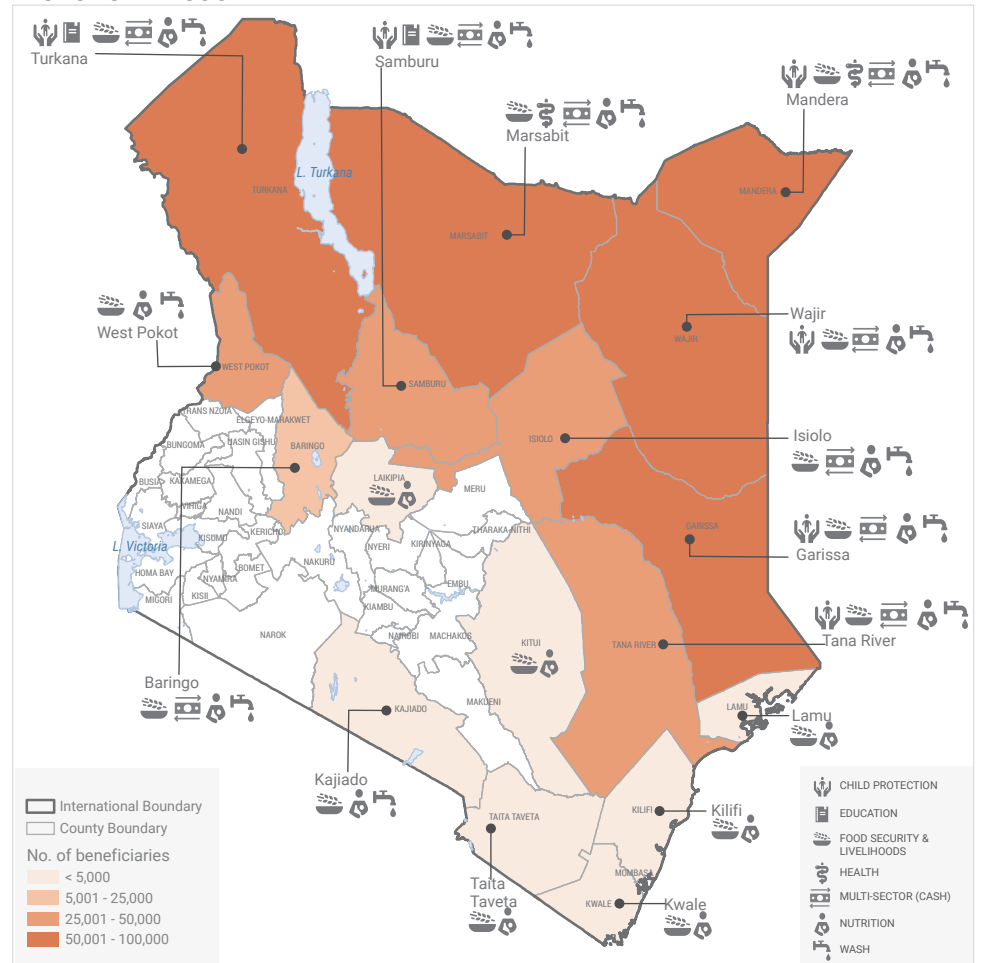 Turkana
Samburu
Mandera
Marsabit
L. Turkana
TURKANA
MANDERA
MARSABIT
West Pokot
Wajir
WAJIR
WEST POKOT
SAMBURU
TRANS NZOIA
ELGEYO-MARAKWET
BUNGOMA
UASIN GISHU
BARINGO
ISIOLO
Isiolo
BUSIA
KAKAMEGA
LAIKIPIA
MERU
VIHIGA
NANDI
SIAYA
KISUMU
KERICHO
NYANDARUA
THARAKA-NITHI
GARISSA
L. Victoria
NYERI
KIRINYAGA
Garissa
HOMA BAY
NYAMIRA
BOMET
NAKURU
EMBU
MIGORI
KISII
MURANG'A
KIAMBU
NAROK
NAIROBI
MACHAKOS
KITUI
TANA RIVER
Tana River
Baringo
MAKUENI
KAJIADO
LAMU
Lamu
Kajiado
TAITA TAVETA
KILIFI
Kilifi
MOMBASA
Taita
Taveta
KWALE
Kwale
International Boundary
County Boundary
No. of beneficiaries
< 5,000
5,001 - 25,000
25,001 - 50,000
50,001 - 100,000
CHILD PROTECTION
EDUCATION
FOOD SECURITY &
LIVELIHOODS
HEALTH
MULTI-SECTOR (CASH)
NUTRITION
WASH